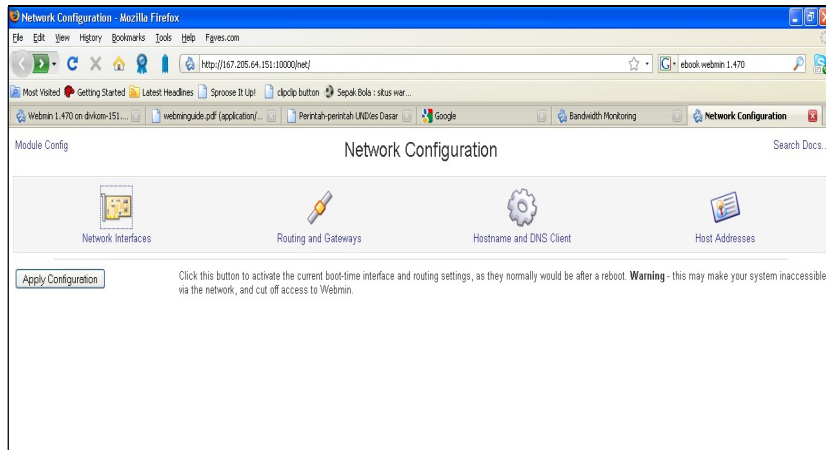 Network Configuration - Mozilla Firefox
File Edit View History Bookmarks Tools Help Faves.com
http://167.205.64.151:10000/net/
ebook webmin 1.470
Most Visited Getting Started Latest Headlines Sproose It Up! clipclip button Sepak Bola : situs war...
Webmin 1.470 on divkom-151.... webminguide.pdf (application/... Perintah-perintah UNIXes Dasar Google Bandwidth Monitoring Network Configuration
Module Config
Network Configuration
Search Docs..
Network Interfaces Routing and Gateways Hostname and DNS Client Host Addresses
Apply Configuration
Click this button to activate the current boot-time interface and routing settings, as they normally would be after a reboot. Warning - this may make your system inaccessible
via the network, and cut off access to Webmin.